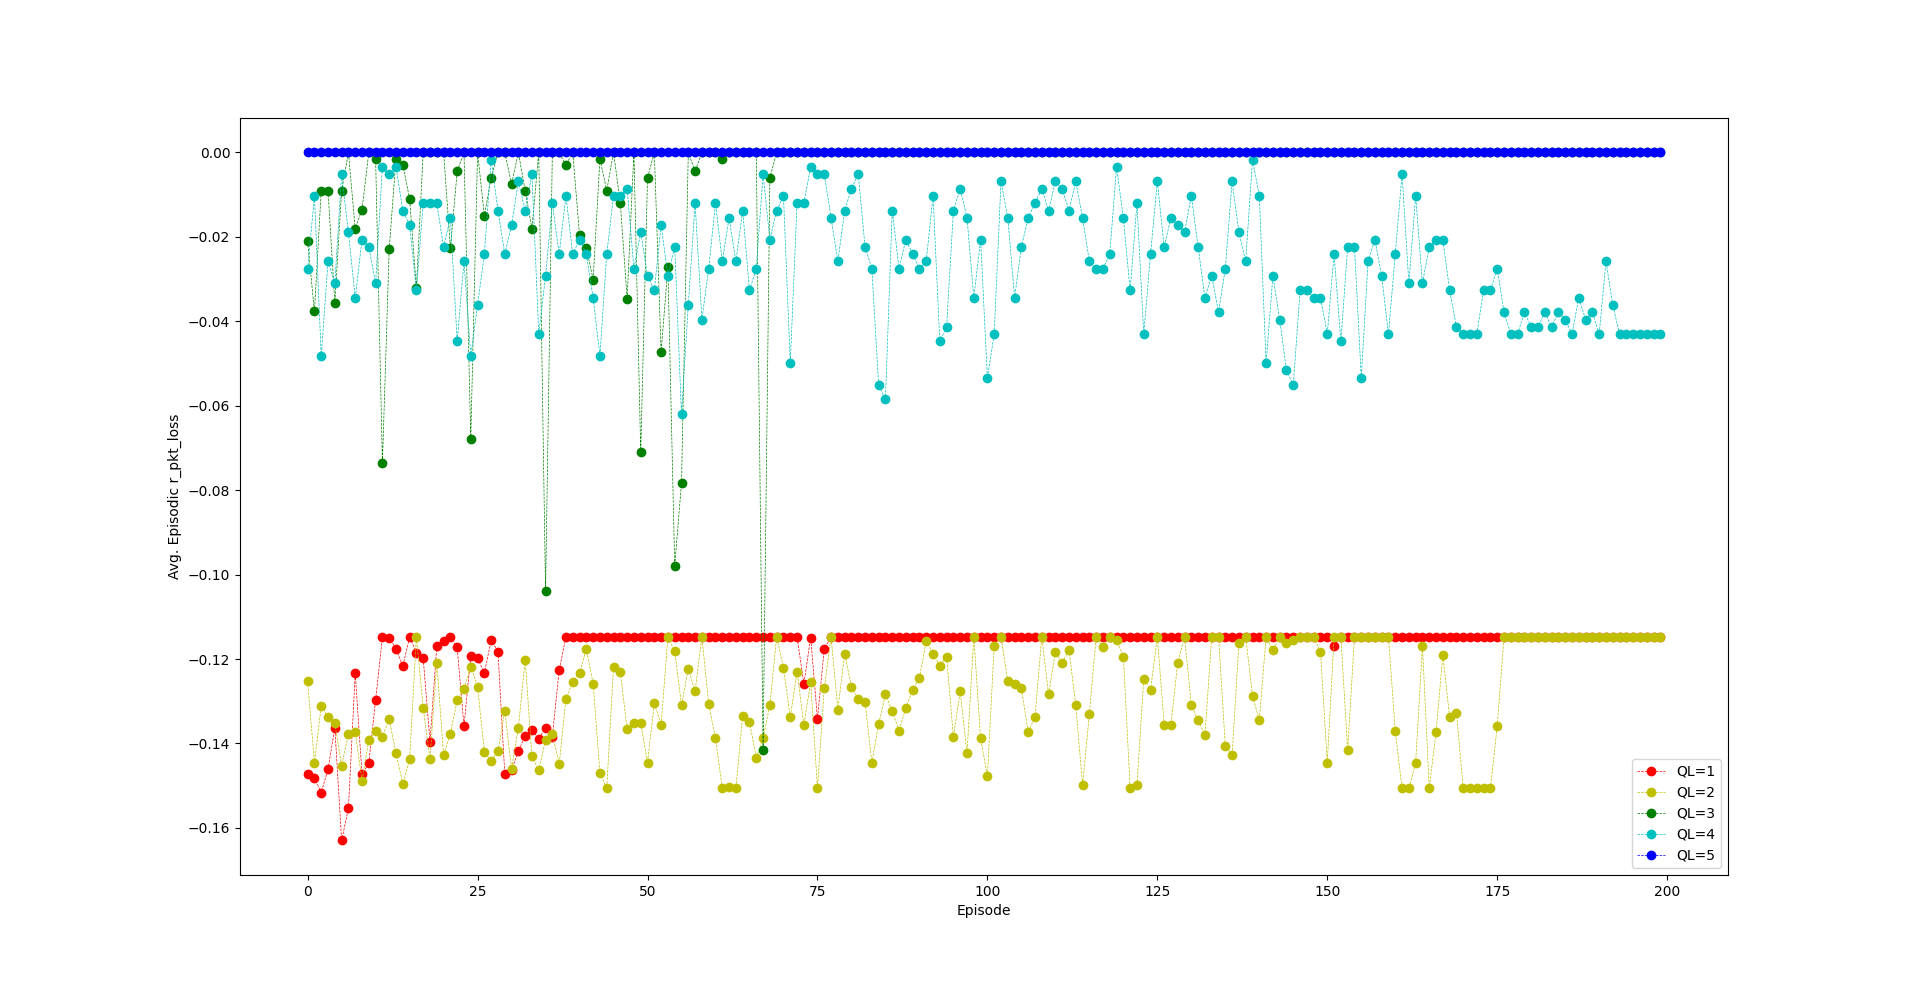 0.00
−0.02
−0.04
−0.06
−0.08
−0.10
−0.12
−0.14
−0.16
Avg. Episodic r_pkt_loss
0 25 50 75 100 125 150 175 200
Episode
QL=1
QL=2
QL=3
QL=4
QL=5